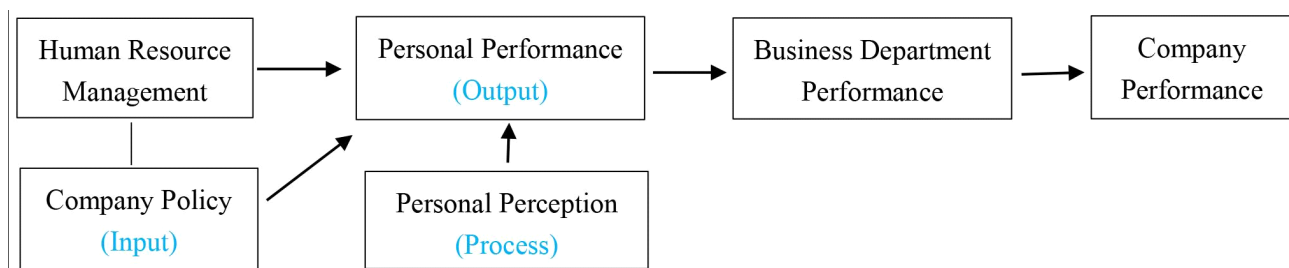 Human Resource
Management
Personal Performance
(Output)
Business Department
Performance
Company
Performance
Company Policy
(Input)
Personal Perception
(Process)